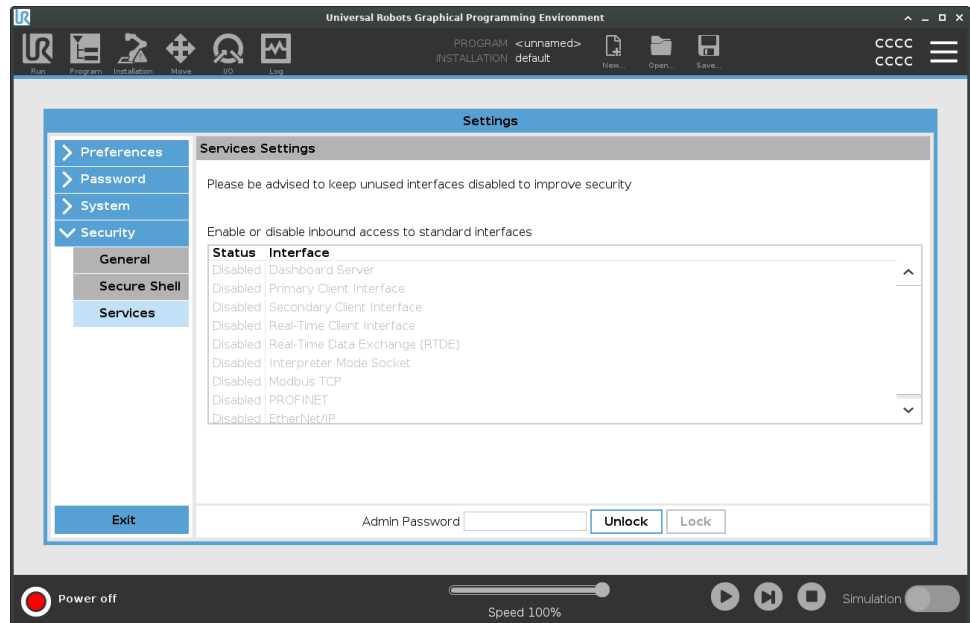 UR Universal Robots Graphical Programming Environment
UR PROGRAM <unnamed> CCCC
INSTALLATION default CCCC
Run Program Installation Move I/O Log New... Open... Save...
Settings
Preferences
Password
System
Security
General
Secure Shell
Services
Exit
Services Settings
Please be advised to keep unused interfaces disabled to improve security
Enable or disable inbound access to standard interfaces
Status Interface
Disabled Dashboard Server
Disabled Primary Client Interface
Disabled Secondary Client Interface
Disabled Real-Time Client Interface
Disabled Real-Time Data Exchange (RTDE)
Disabled Interpreter Mode Socket
Disabled Modbus TCP
Disabled PROFINET
Disabled EtherNet/IP
Admin Password Unlock Lock
Power off Simulation
Speed 100%